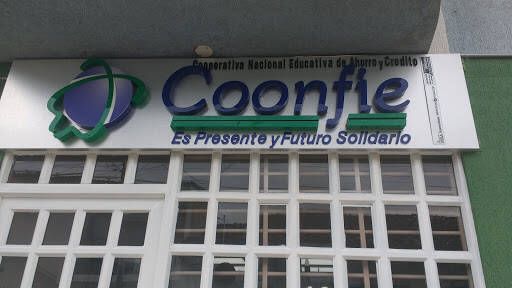 Cooperativa Nacional Educativa de Ahorro y Credito
Coonfie
Es Presente y Futuro Solidario